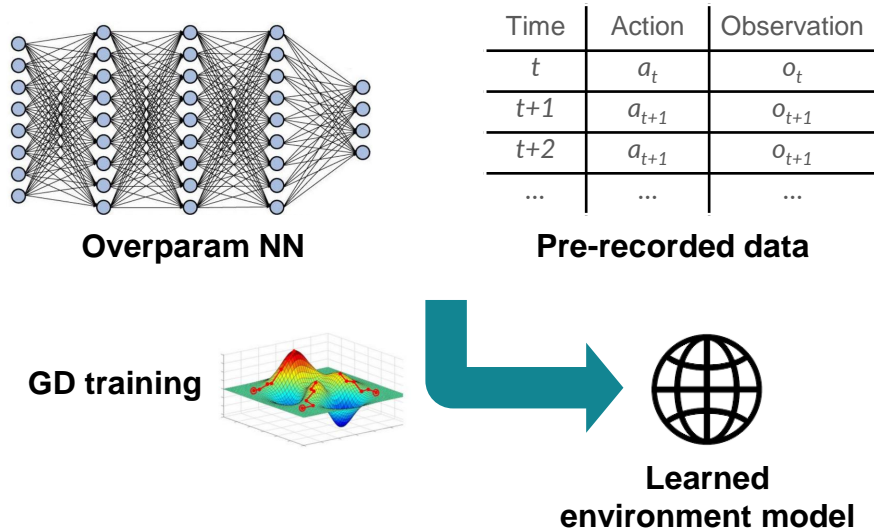 Time Action Observation
t a_t o_t
t+1 a_{t+1} o_{t+1}
t+2 a_{t+1} o_{t+1}
... ... ...
Overparam NN
Pre-recorded data
GD training
Learned
environment model